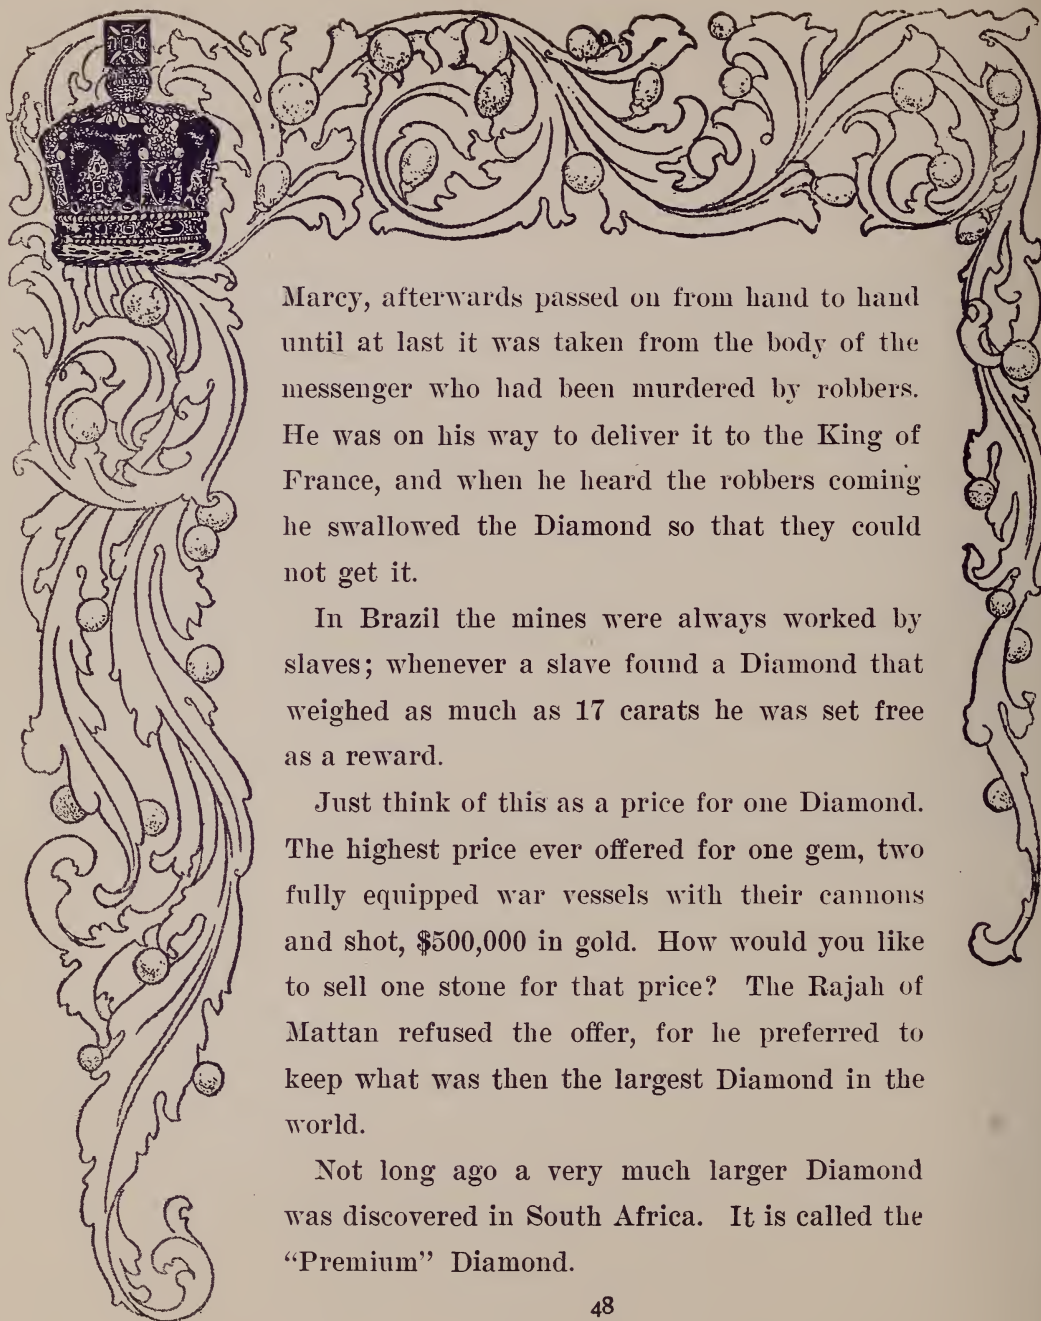 Marcy, afterwards passed on from hand to hand
until at last it was taken from the body of the
messenger who had been murdered by robbers.
He was on his way to deliver it to the King of
France, and when he heard the robbers coming
he swallowed the Diamond so that they could
not get it.
In Brazil the mines were always worked by
slaves; whenever a slave found a Diamond that
weighed as much as 17 carats he was set free
as a reward.
Just think of this as a price for one Diamond.
The highest price ever offered for one gem, two
fully equipped war vessels with their cannons
and shot, $500,000 in gold. How would you like
to sell one stone for that price? The Rajah of
Mattan refused the offer, for he preferred to
keep what was then the largest Diamond in the
world.
Not long ago a very much larger Diamond
was discovered in South Africa. It is called the
“Premium” Diamond.
48